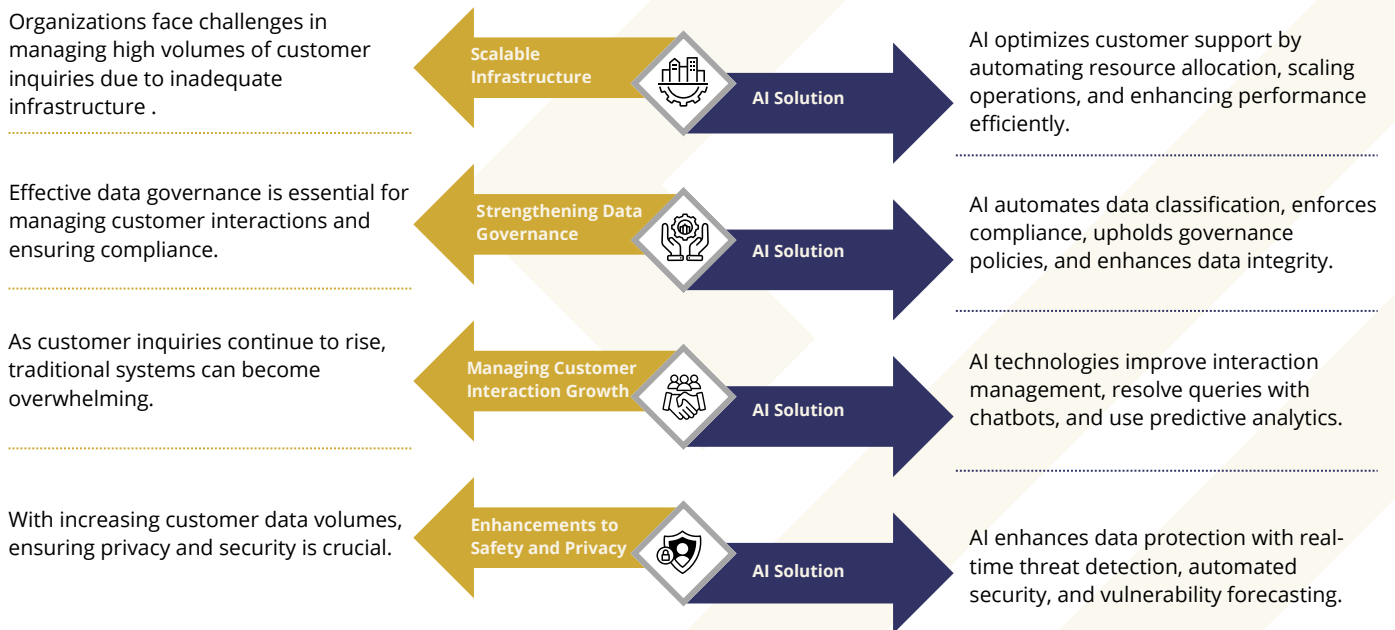 Organizations face challenges in
managing high volumes of customer
inquiries due to inadequate
infrastructure .
Scalable
Infrastructure
AI Solution
AI optimizes customer support by
automating resource allocation, scaling
operations, and enhancing performance
efficiently.
Effective data governance is essential for
managing customer interactions and
ensuring compliance.
Strengthening Data
Governance
AI Solution
AI automates data classification, enforces
compliance, upholds governance
policies, and enhances data integrity.
As customer inquiries continue to rise,
traditional systems can become
overwhelming.
Managing Customer
Interaction Growth
AI Solution
AI technologies improve interaction
management, resolve queries with
chatbots, and use predictive analytics.
With increasing customer data volumes,
ensuring privacy and security is crucial.
Enhancements to
Safety and Privacy
AI Solution
AI enhances data protection with real-
time threat detection, automated
security, and vulnerability forecasting.